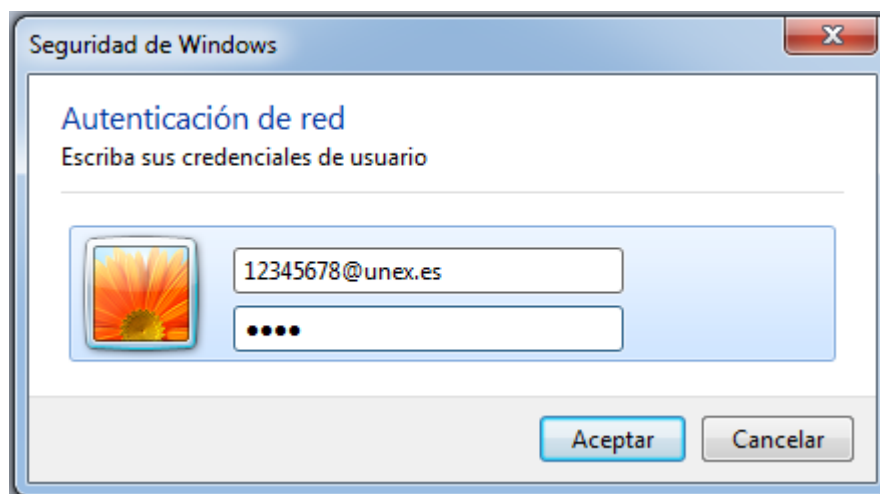 Seguridad de Windows
Autenticación de red
Escriba sus credenciales de usuario
12345678@unex.es
●●●●
Aceptar Cancelar